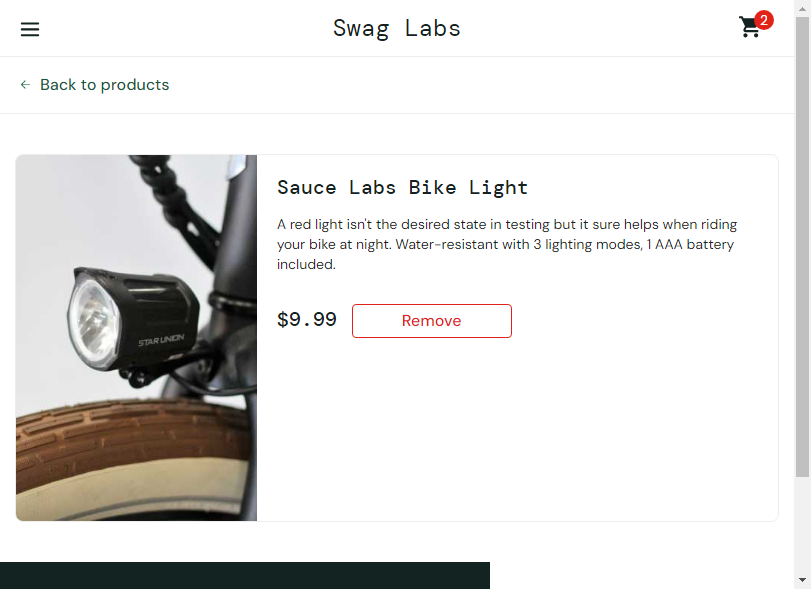 Swag Labs
2
Back to products
Sauce Labs Bike Light
A red light isn't the desired state in testing but it sure helps when riding
your bike at night. Water-resistant with 3 lighting modes, 1 AAA battery
included.
$9.99
Remove
STAR UNION